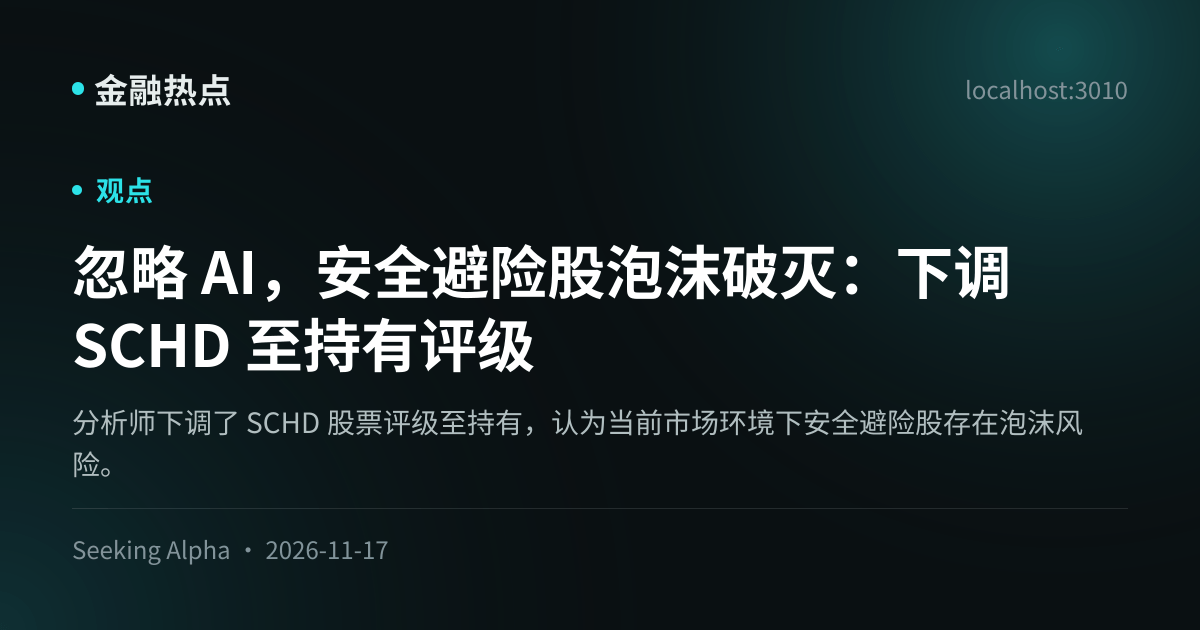 金融热点
localhost:3010
观点
忽略 AI，安全避险股泡沫破灭：下调
SCHD 至持有评级
分析师下调了 SCHD 股票评级至持有，认为当前市场环境下安全避险股存在泡沫风
险。
Seeking Alpha • 2026-11-17